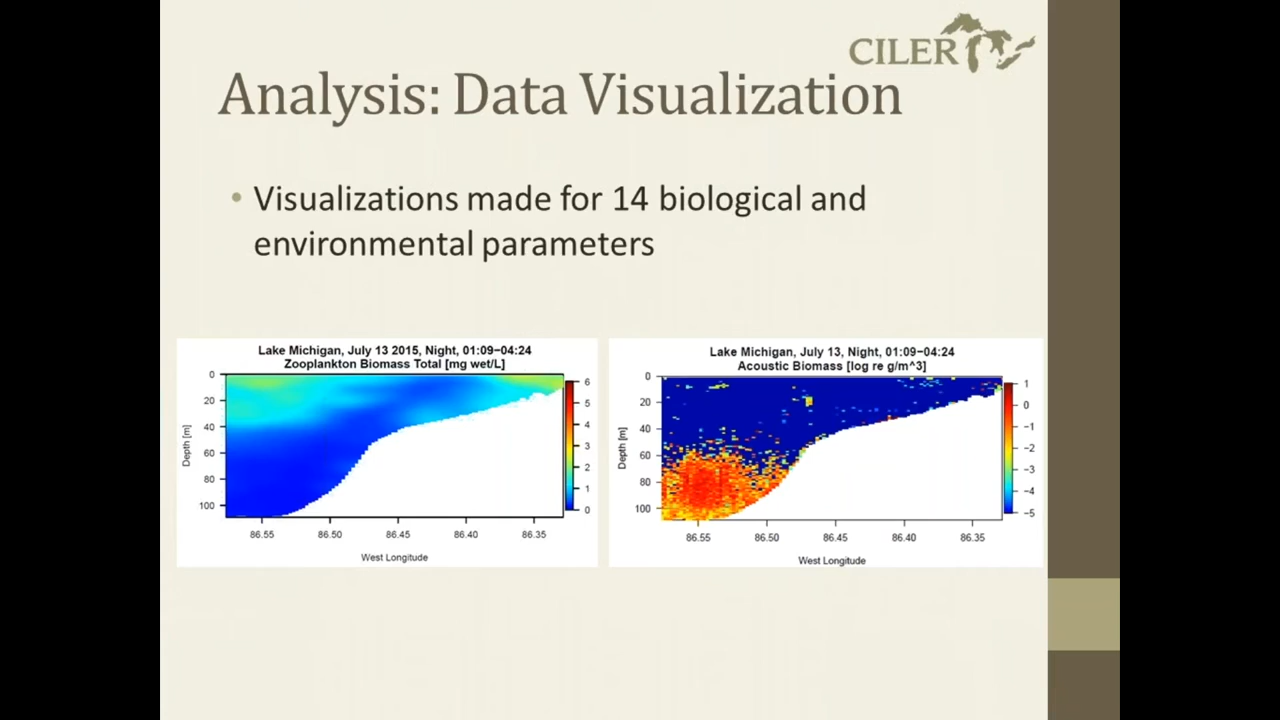 CILER
Analysis: Data Visualization
• Visualizations made for 14 biological and
environmental parameters
Lake Michigan, July 13 2015, Night, 01:09−04:24
Zooplankton Biomass Total [mg wet/L]
0
20
40
60
80
100
Depth [m]
86.55 86.50 86.45 86.40 86.35
West Longitude
6
5
4
3
2
1
0
Lake Michigan, July 13, Night, 01:09−04:24
Acoustic Biomass [log re g/m^3]
0
20
40
60
80
100
Depth [m]
86.55 86.50 86.45 86.40 86.35
West Longitude
1
0
−1
−2
−3
−4
−5